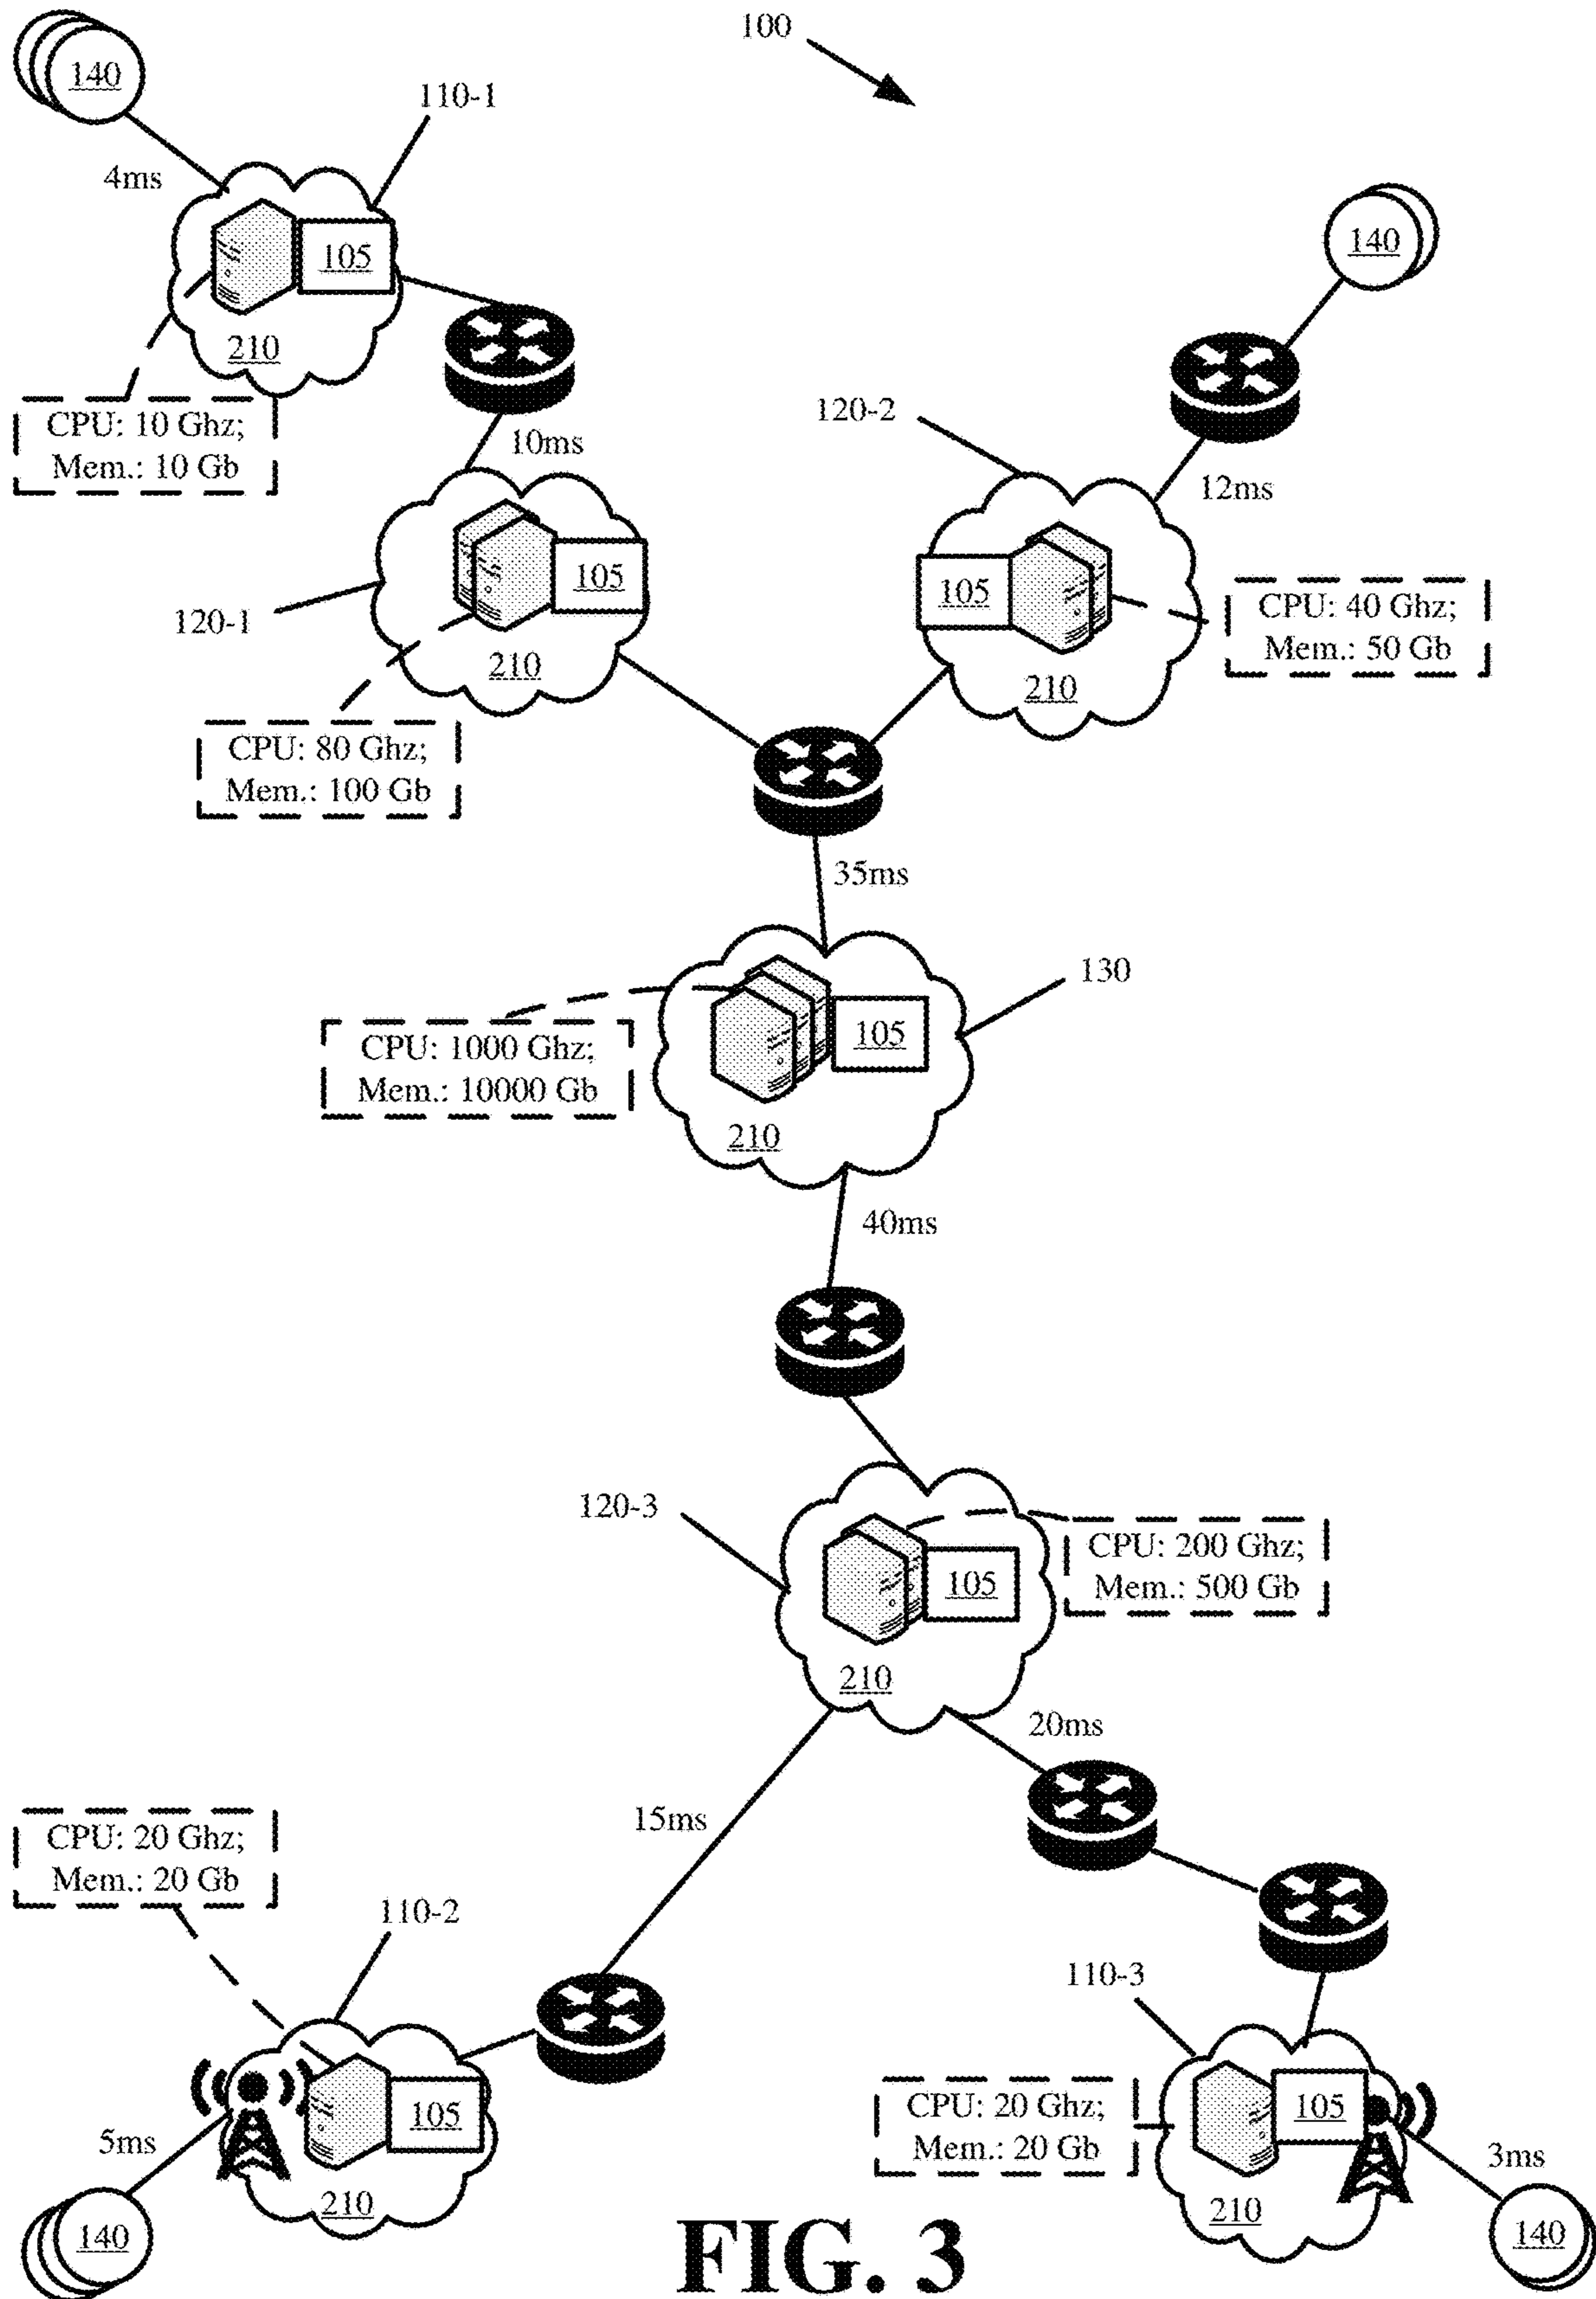 100
140
110-1
4ms
105
140
210
CPU: 10 Ghz;
Mem.: 10 Gb
10ms
120-2
12ms
105
105
CPU: 40 Ghz;
Mem.: 50 Gb
120-1
210
210
CPU: 80 Ghz;
Mem.: 100 Gb
35ms
130
105
CPU: 1000 Ghz;
Mem.: 10000 Gb
210
40ms
120-3
CPU: 200 Ghz;
Mem.: 500 Gb
105
210
20ms
15ms
CPU: 20 Ghz;
Mem.: 20 Gb
110-2
110-3
105
105
CPU: 20 Ghz;
Mem.: 20 Gb
5ms
3ms
210
210
140
140
FIG. 3